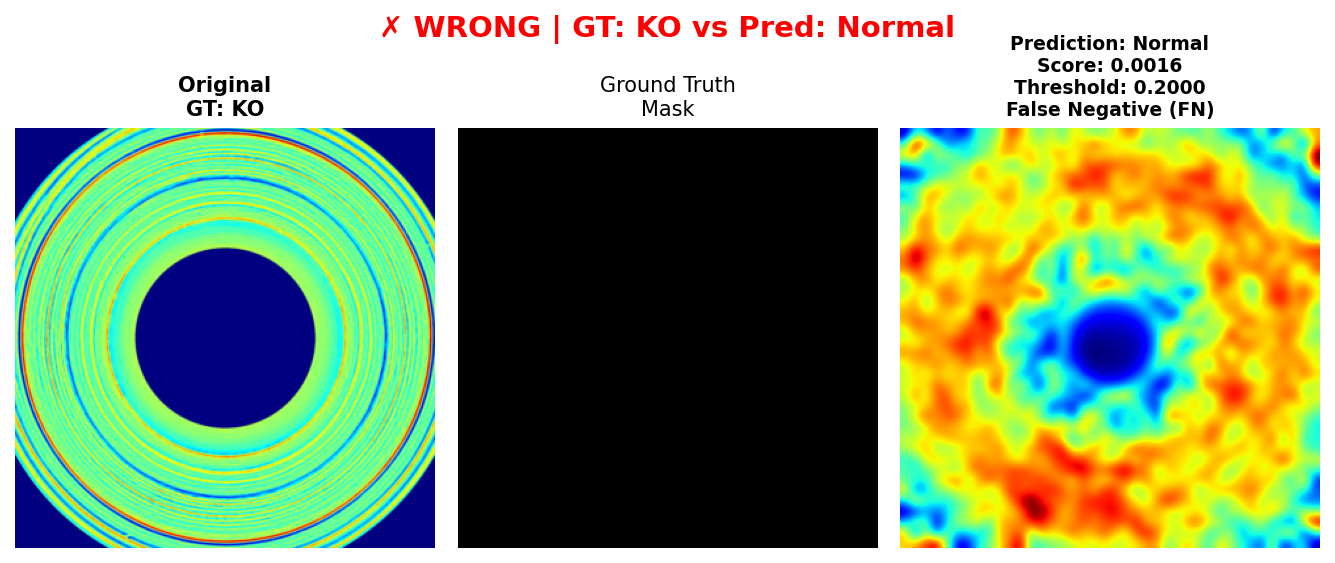 ✗ WRONG | GT: KO vs Pred: Normal
Original
GT: KO
Ground Truth
Mask
Prediction: Normal
Score: 0.0016
Threshold: 0.2000
False Negative (FN)